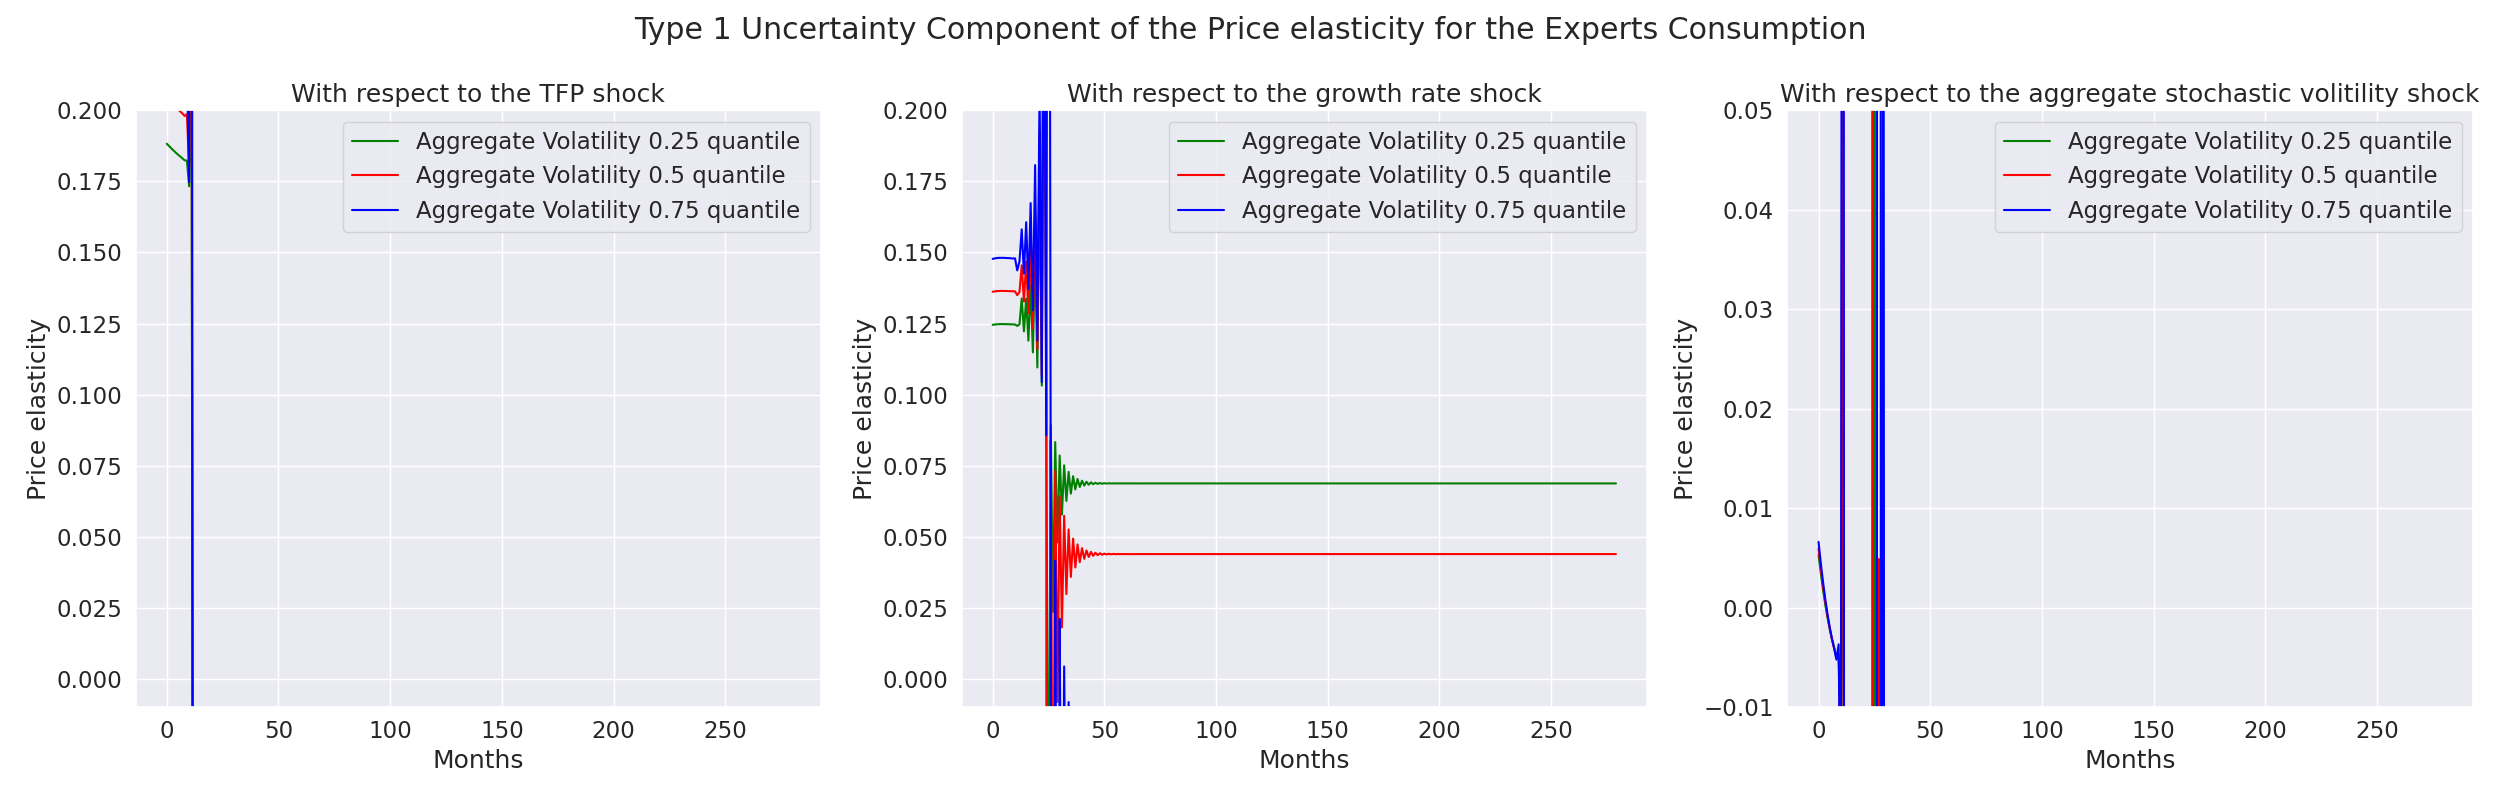 Type 1 Uncertainty Component of the Price elasticity for the Experts Consumption
With respect to the TFP shock
0.200
0.175
0.150
0.125
0.100
0.075
0.050
0.025
0.000
Price elasticity
Aggregate Volatility 0.25 quantile
Aggregate Volatility 0.5 quantile
Aggregate Volatility 0.75 quantile
0 50 100 150 200 250
Months
With respect to the growth rate shock
0.200
0.175
0.150
0.125
0.100
0.075
0.050
0.025
0.000
Price elasticity
Aggregate Volatility 0.25 quantile
Aggregate Volatility 0.5 quantile
Aggregate Volatility 0.75 quantile
0 50 100 150 200 250
Months
With respect to the aggregate stochastic volitility shock
0.05
0.04
0.03
0.02
0.01
0.00
−0.01
Price elasticity
Aggregate Volatility 0.25 quantile
Aggregate Volatility 0.5 quantile
Aggregate Volatility 0.75 quantile
0 50 100 150 200 250
Months